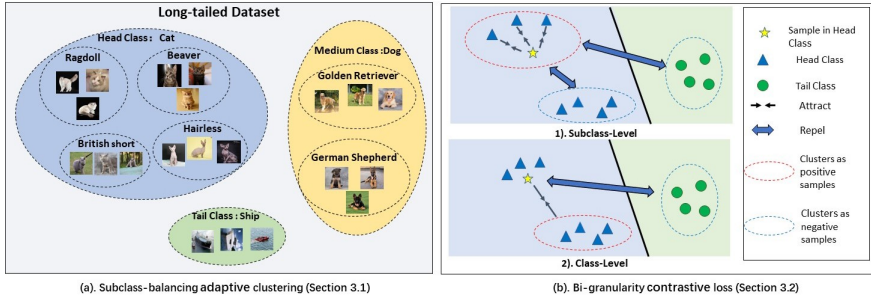 Long-tailed Dataset
Head Class: Cat
Ragdoll
Beaver
British short
Hairless
Medium Class :Dog
Golden Retriever
German Shepherd
Tail Class : Ship
(a). Subclass-balancing adaptive clustering (Section 3.1)
1). Subclass-Level
2). Class-Level
Sample in Head
Class
Head Class
Tail Class
Attract
Repel
Clusters as
positive
samples
Clusters as
negative
samples
(b). Bi-granularity contrastive loss (Section 3.2)